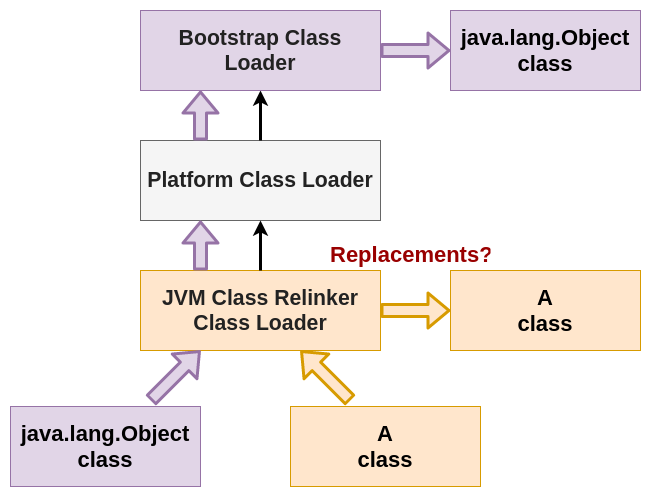 Bootstrap Class
Loader
java.lang.Object
class
Platform Class Loader
Replacements?
JVM Class Relinker
Class Loader
A
class
java.lang.Object
class
A
class